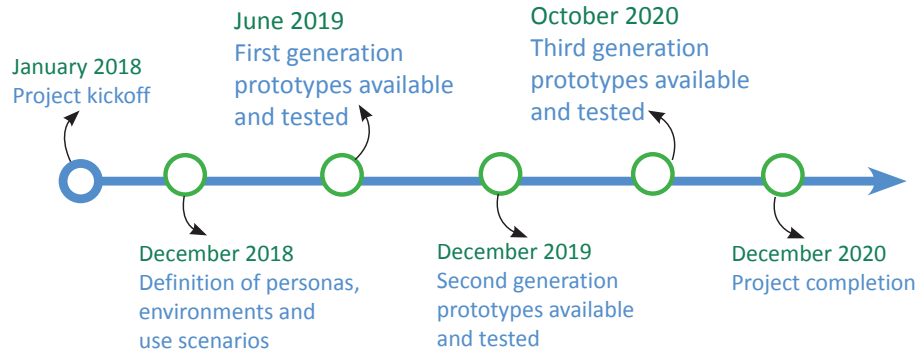 January 2018
Project kickoff
December 2018
Definition of personas,
environments and
use scenarios
June 2019
First generation
prototypes available
and tested
December 2019
Second generation
prototypes available
and tested
October 2020
Third generation
prototypes available
and tested
December 2020
Project completion